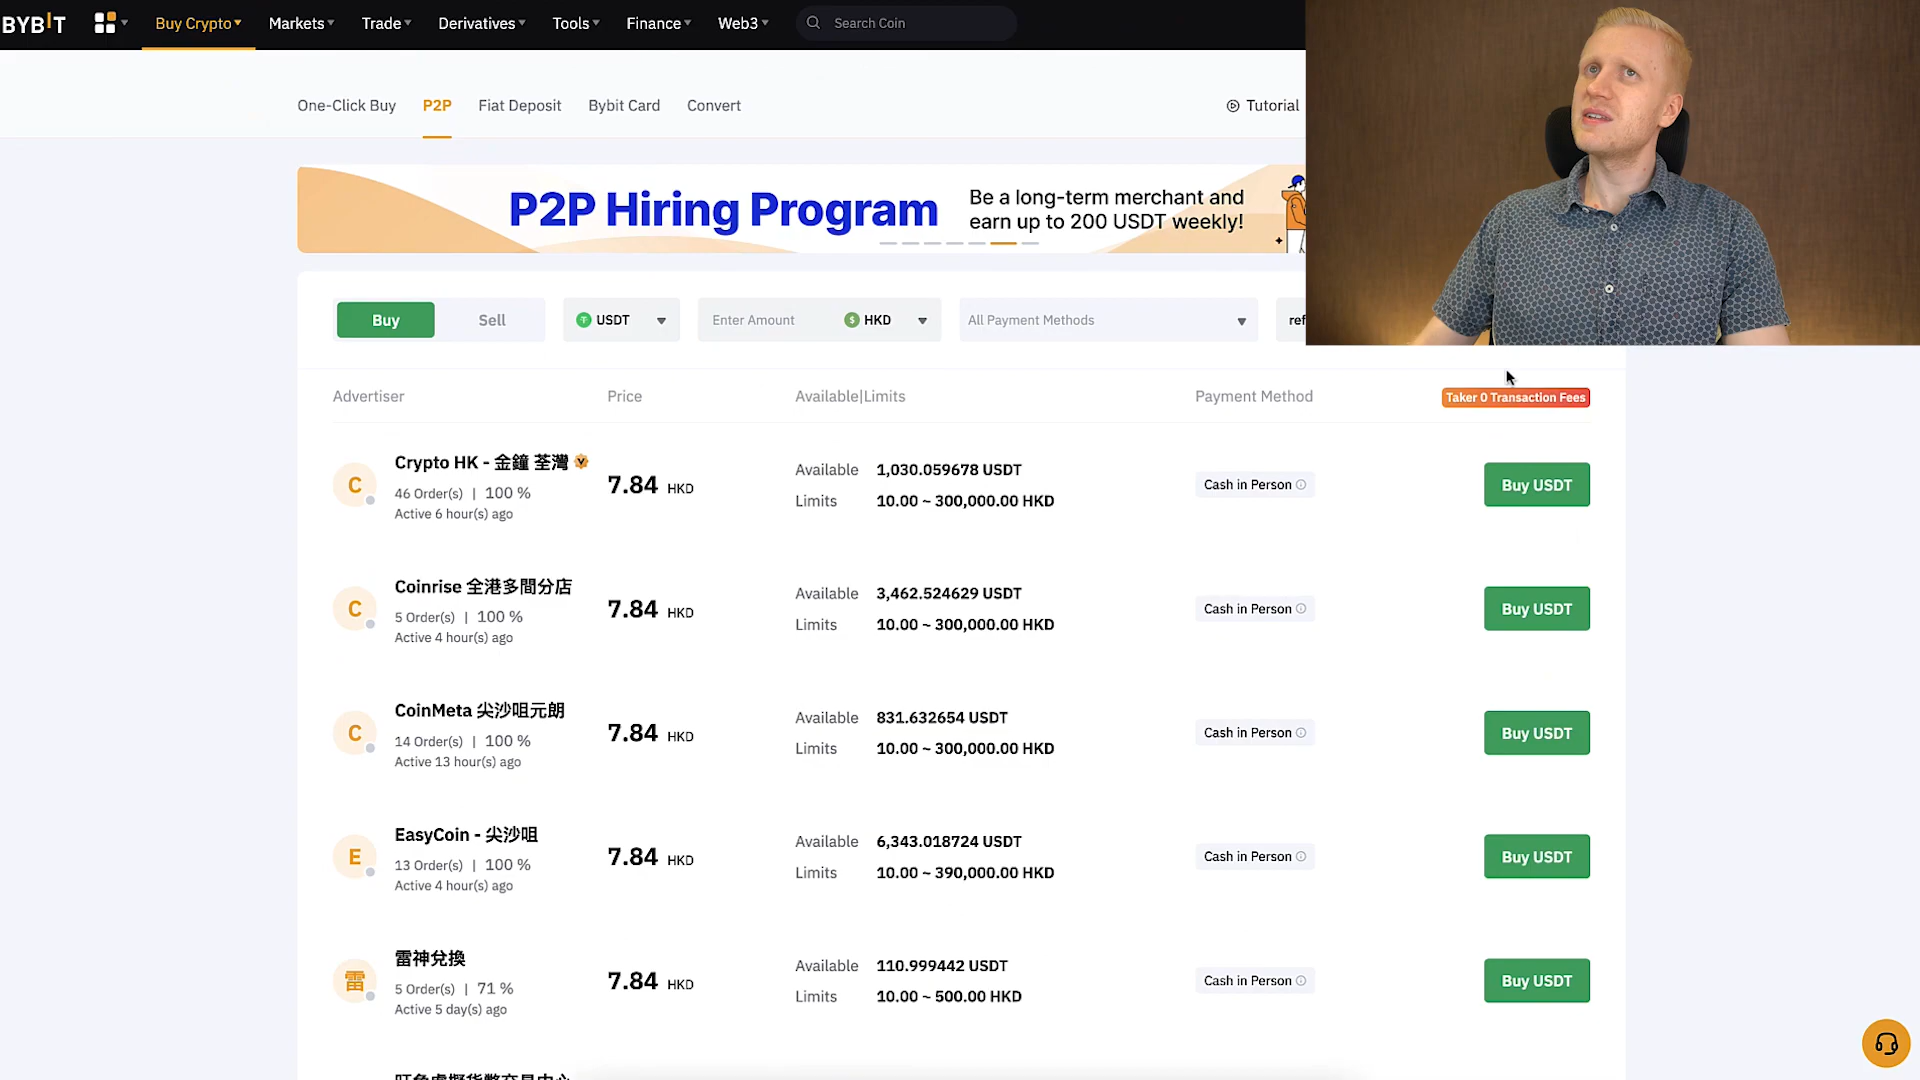 BYBIT Buy Crypto Markets Trade Derivatives Tools Finance Web3 Search Coin
One-Click Buy P2P Fiat Deposit Bybit Card Convert Tutorial
P2P Hiring Program
Be a long-term merchant and
earn up to 200 USDT weekly!
Buy Sell USDT Enter Amount HKD All Payment Methods ref
Advertiser Price Available|Limits Payment Method Taker 0 Transaction Fees
Crypto HK - 金鐘 荃灣
46 Order(s) | 100 %
Active 6 hour(s) ago
7.84 HKD
Available 1,030.059678 USDT
Limits 10.00 ~ 300,000.00 HKD
Cash in Person
Buy USDT
Coinrise 全港多間分店
5 Order(s) | 100 %
Active 4 hour(s) ago
7.84 HKD
Available 3,462.524629 USDT
Limits 10.00 ~ 300,000.00 HKD
Cash in Person
Buy USDT
CoinMeta 尖沙咀元朗
14 Order(s) | 100 %
Active 13 hour(s) ago
7.84 HKD
Available 831.632654 USDT
Limits 10.00 ~ 300,000.00 HKD
Cash in Person
Buy USDT
EasyCoin - 尖沙咀
13 Order(s) | 100 %
Active 4 hour(s) ago
7.84 HKD
Available 6,343.018724 USDT
Limits 10.00 ~ 390,000.00 HKD
Cash in Person
Buy USDT
雷神兌換
5 Order(s) | 71 %
Active 5 day(s) ago
7.84 HKD
Available 110.999442 USDT
Limits 10.00 ~ 500.00 HKD
Cash in Person
Buy USDT
C
C
C
E
雷